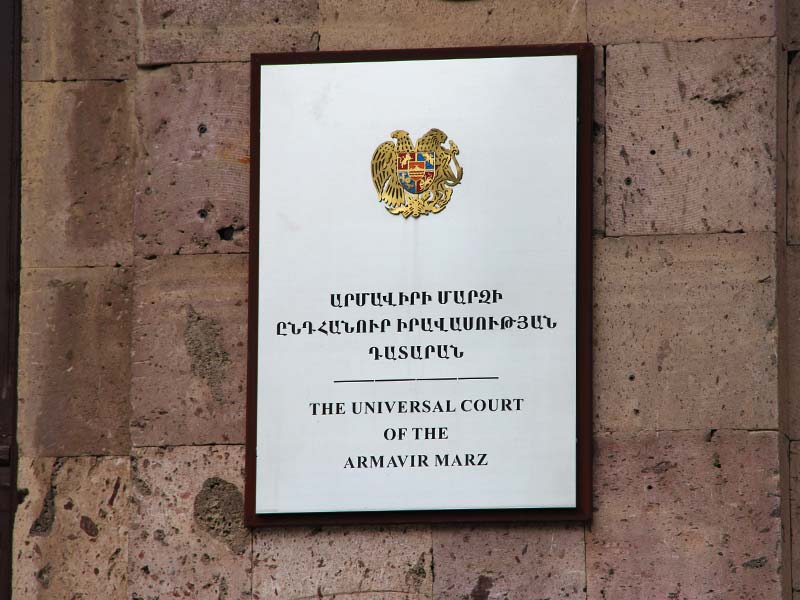 ԱՐՄԱՎԻՐԻ ՄԱՐԶԻ
ԸՆԴՀԱՆՈՒՐ ԻՐԱՎԱՍՈՒԹՅԱՆ
ԴԱՏԱՐԱՆ
THE UNIVERSAL COURT
OF THE
ARMAVIR MARZ